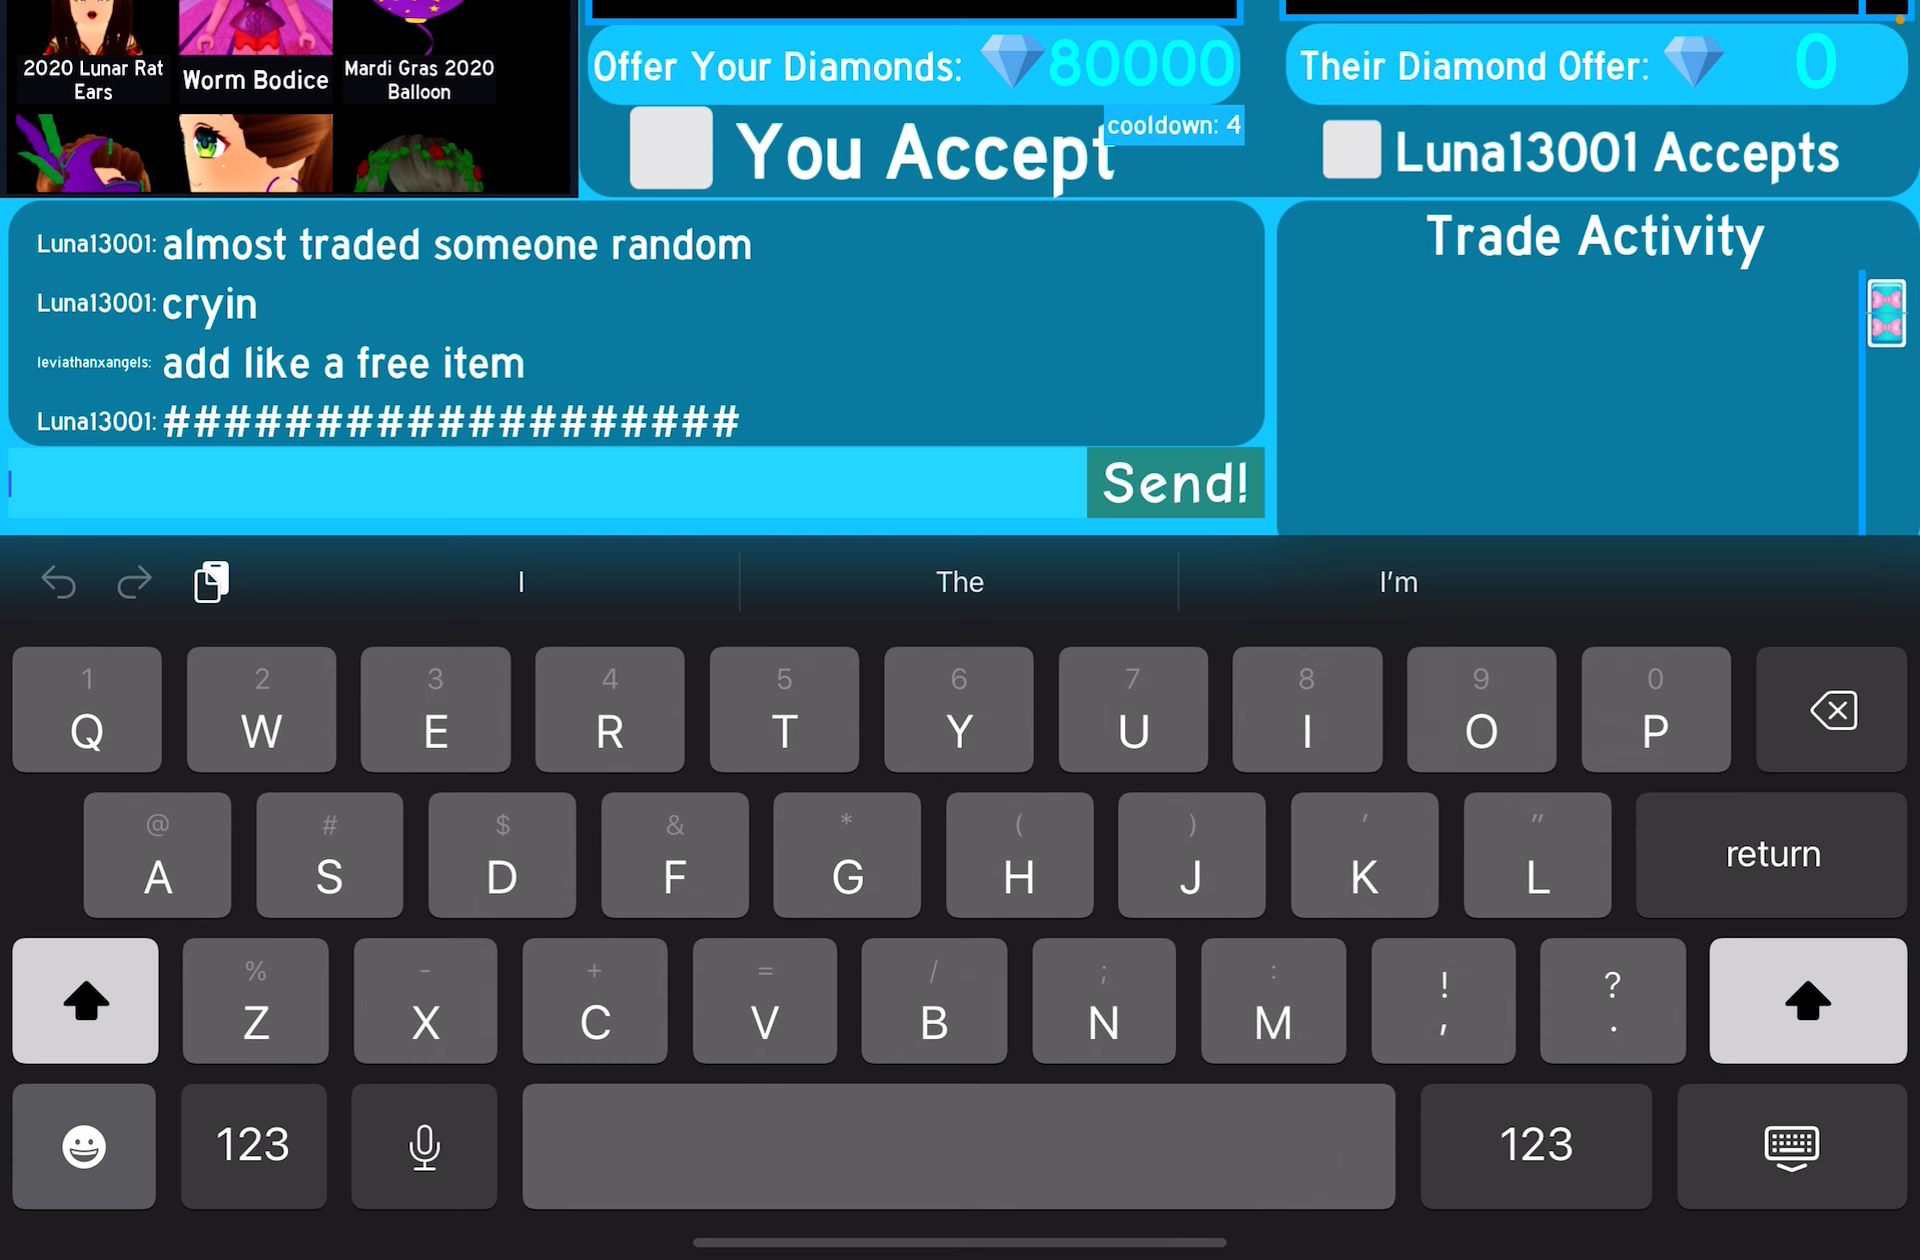 2020 Lunar Rat
Ears
Worm Bodice
Mardi Gras 2020
Balloon
Offer Your Diamonds: 80000
Their Diamond Offer: 0
You Accept
cooldown: 4
Luna13001 Accepts
Luna13001: almost traded someone random
Luna13001: cryin
leviathanxangels: add like a free item
Luna13001: ###################
Send!
Trade Activity
I The I'm
1 2 3 4 5 6 7 8 9 0
Q W E R T Y U I O P
@ # $ & * ( ) ' "
A S D F G H J K L return
% - + = / ; : ! ?
Z X C V B N M , .
123 123